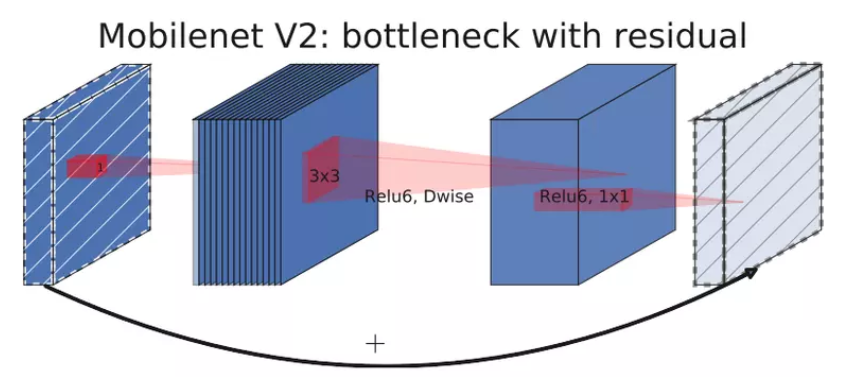 Mobilenet V2: bottleneck with residual
1
3x3
Relu6, Dwise
Relu6, 1x1
+